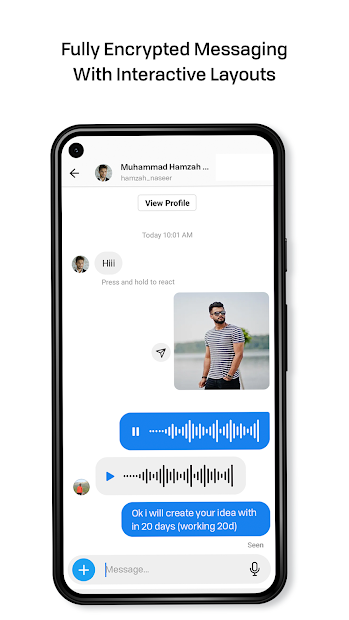 Fully Encrypted Messaging
With Interactive Layouts
Muhammad Hamzah ...
hamzah_naseer
View Profile
Today 10:01 AM
Hiii
Press and hold to react
Ok i will create your idea with
in 20 days (working 20d)
Seen
Message...